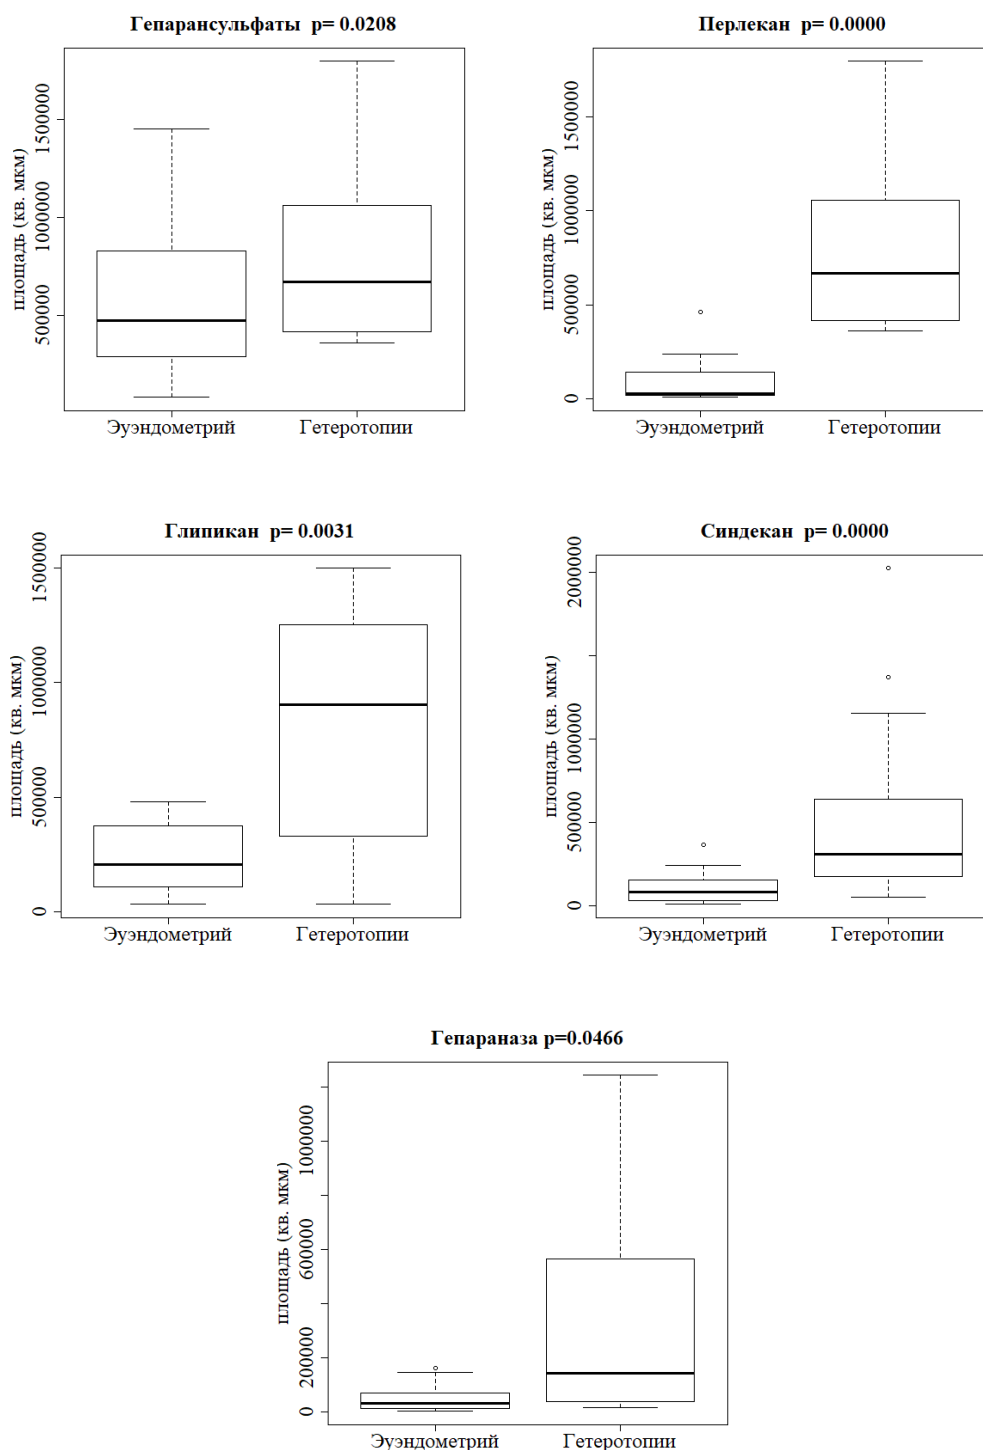 Гепарансульфаты p= 0.0208
площадь (кв. мкм)
1500000
1000000
500000
Эуэндометрий Гетеротопии
Перлекан p= 0.0000
площадь (кв. мкм)
1500000
1000000
500000
0
Эуэндометрий Гетеротопии
Глипикан p= 0.0031
площадь (кв. мкм)
1500000
1000000
500000
0
Эуэндометрий Гетеротопии
Синдекан p= 0.0000
площадь (кв. мкм)
2000000
1000000
500000
0
Эуэндометрий Гетеротопии
Гепараназа p=0.0466
площадь (кв. мкм)
1000000
600000
200000
0
Эуэндометрий Гетеротопии